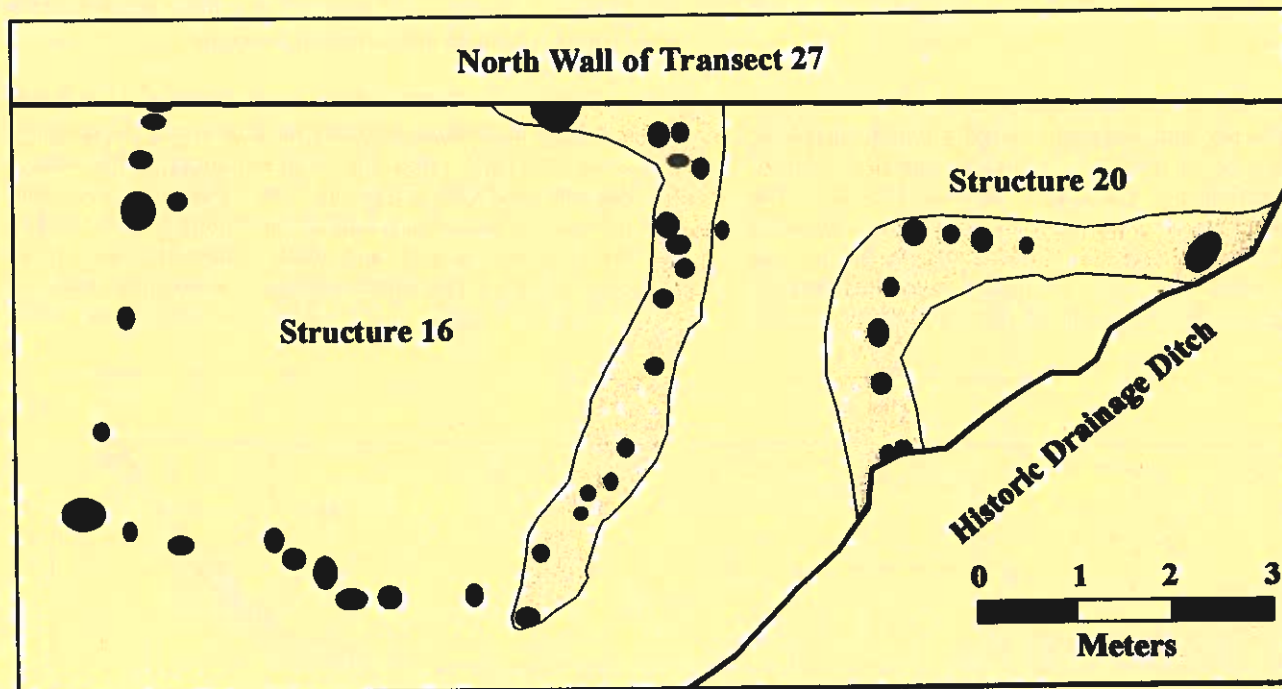 North Wall of Transect 27
Structure 20
Structure 16
Historic Drainage Ditch
0 1 2 3
Meters